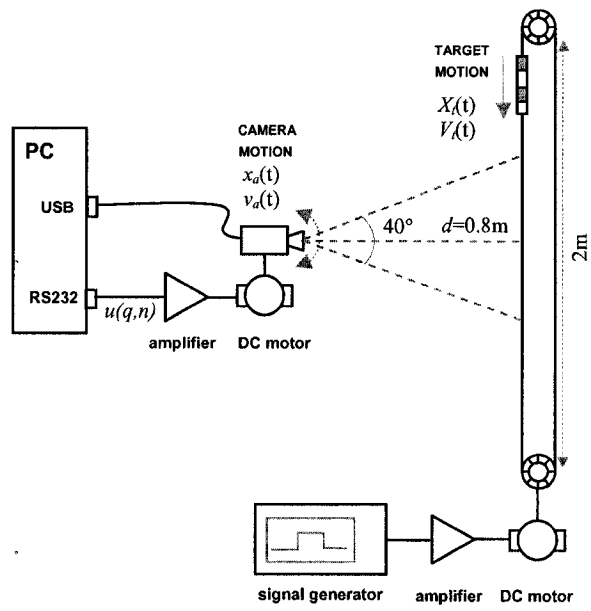 TARGET
MOTION
Xₜ(t)
Vₜ(t)
PC
CAMERA
MOTION
xₐ(t)
vₐ(t)
USB
40°
d=0.8m
2m
RS232
u(q,n)
amplifier
DC motor
signal generator
amplifier
DC motor